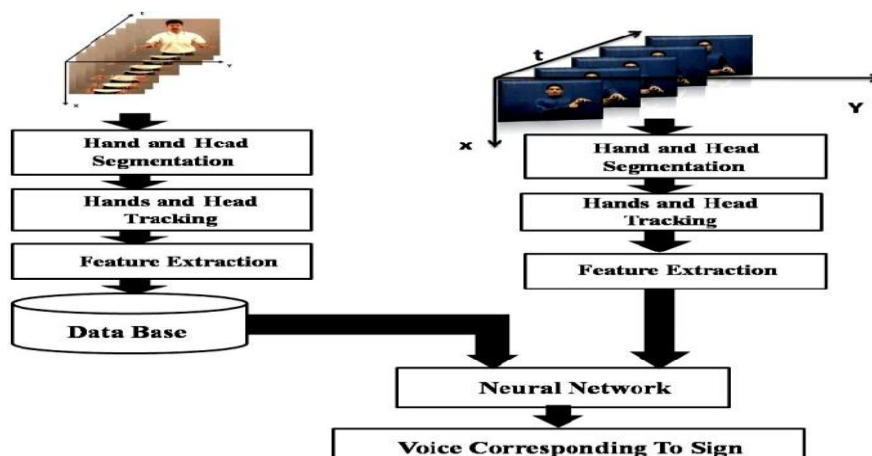 t
Y
X
t
Y
x
Hand and Head
Segmentation
Hands and Head
Tracking
Feature Extraction
Data Base
Hand and Head
Segmentation
Hands and Head
Tracking
Feature Extraction
Neural Network
Voice Corresponding To Sign